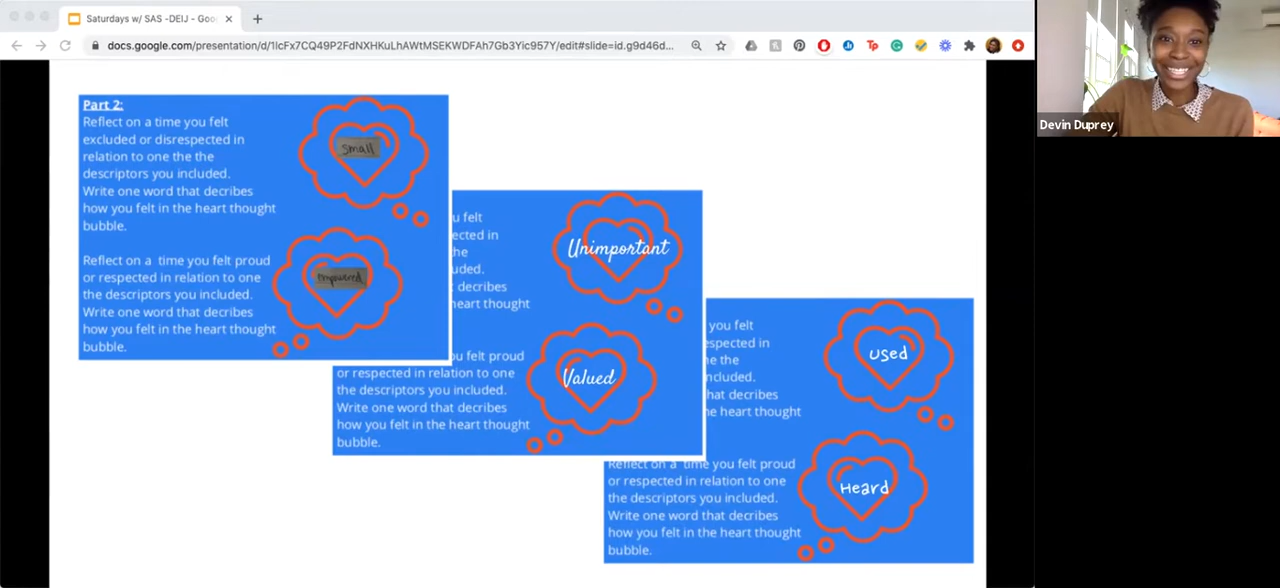 Saturdays w/ SAS -DEIJ - Goo
docs.google.com/presentation/d/1lcFx7CQ49P2FdNXHKuLhAWtMSEKWDFAh7Gb3Yic957Y/edit#slide=id.g9d46d...
Devin Duprey
Part 2:
Reflect on a time you felt
excluded or disrespected in
relation to one the the
descriptors you included.
Write one word that decribes
how you felt in the heart thought
bubble.
small
Reflect on a  time you felt proud
or respected in relation to one
the descriptors you included.
Write one word that decribes
how you felt in the heart thought
bubble.
empowered
u felt
ected in
he
uded.
decribes
heart thought
Unimportant
ou felt proud
or respected in relation to one
the descriptors you included.
Write one word that decribes
how you felt in the heart thought
bubble.
Valued
you felt
espected in
e the
ncluded.
hat decribes
e heart thought
Used
Reflect on a  time you felt proud
or respected in relation to one
the descriptors you included.
Write one word that decribes
how you felt in the heart thought
bubble.
Heard